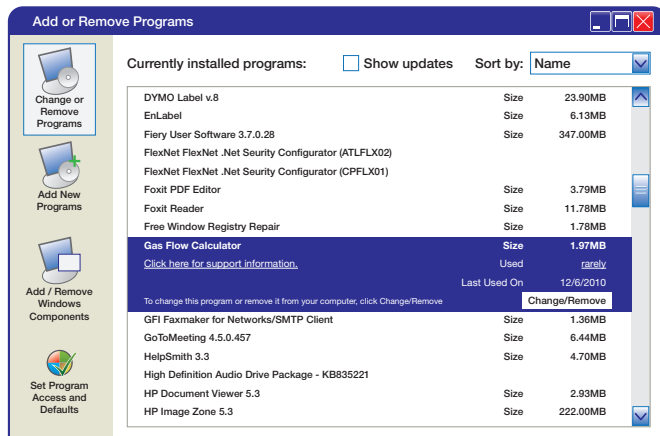 Add or Remove Programs
Change or
Remove
Programs
Add New
Programs
Add / Remove
Windows
Components
Set Program
Access and
Defaults
Currently installed programs: Show updates Sort by: Name
DYMO Label v.8 Size 23.90MB
EnLabel Size 6.13MB
Fiery User Software 3.7.0.28 Size 347.00MB
FlexNet FlexNet .Net Seurity Configurator (ATLFLX02)
FlexNet FlexNet .Net Seurity Configurator (CPFLX01)
Foxit PDF Editor Size 3.79MB
Foxit Reader Size 11.78MB
Free Window Registry Repair Size 1.78MB
Gas Flow Calculator Size 1.97MB
Click here for support information. Used rarely
Last Used On 12/6/2010
To change this program or remove it from your computer, click Change/Remove Change/Remove
GFI Faxmaker for Networks/SMTP Client Size 1.36MB
GoToMeeting 4.5.0.457 Size 6.44MB
HelpSmith 3.3 Size 4.70MB
High Definition Audio Drive Package - KB835221
HP Document Viewer 5.3 Size 2.93MB
HP Image Zone 5.3 Size 222.00MB